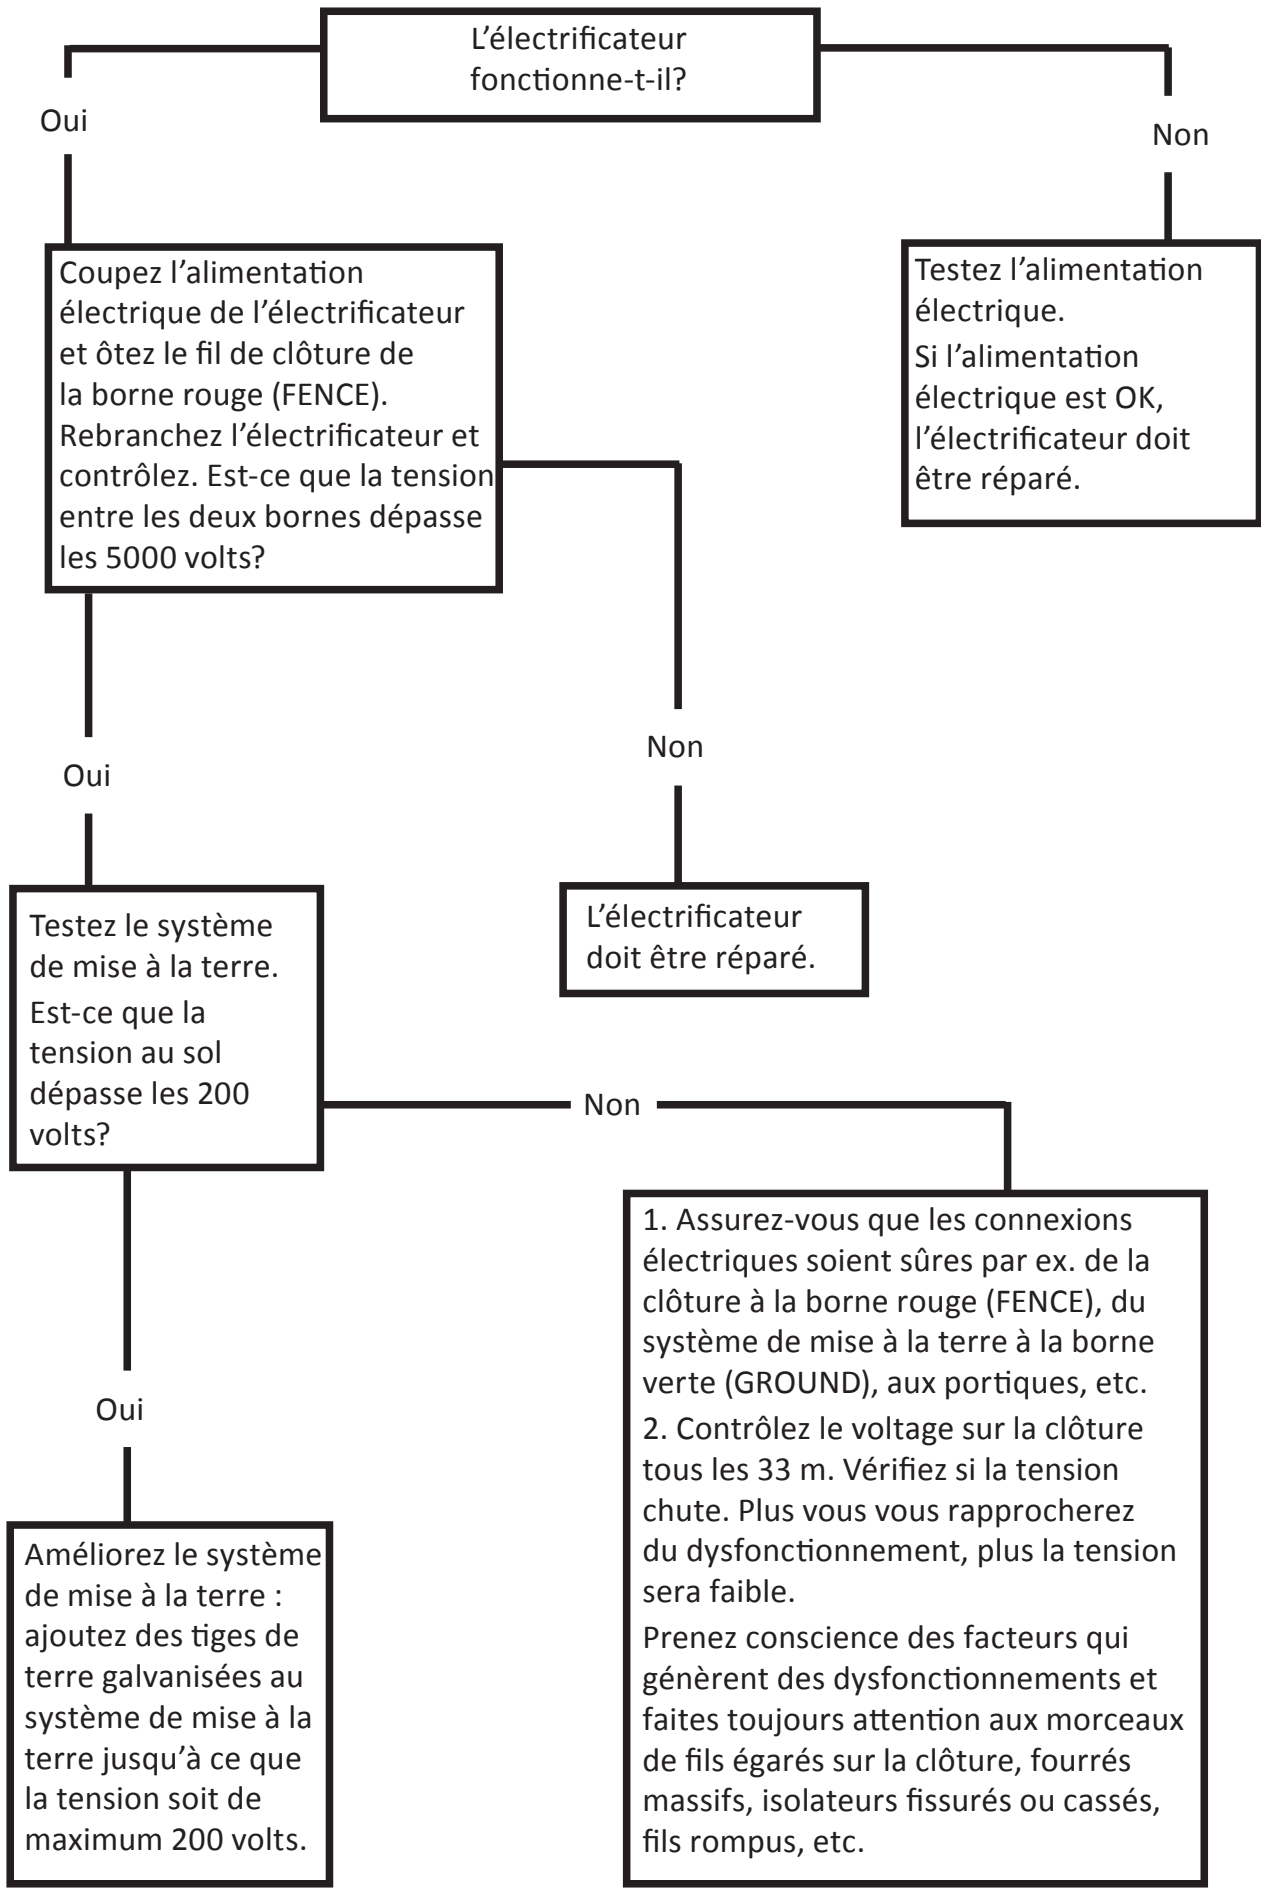 L’électrificateur
fonctionne-t-il?
Oui
Non
Coupez l’alimentation
électrique de l’électrificateur
et ôtez le fil de clôture de
la borne rouge (FENCE).
Rebranchez l’électrificateur et
contrôlez. Est-ce que la tension
entre les deux bornes dépasse
les 5000 volts?
Testez l’alimentation
électrique.
Si l’alimentation
électrique est OK,
l’électrificateur doit
être réparé.
Oui
Non
Testez le système
de mise à la terre.
Est-ce que la
tension au sol
dépasse les 200
volts?
L’électrificateur
doit être réparé.
Non
Oui
1. Assurez-vous que les connexions
électriques soient sûres par ex. de la
clôture à la borne rouge (FENCE), du
système de mise à la terre à la borne
verte (GROUND), aux portiques, etc.
2. Contrôlez le voltage sur la clôture
tous les 33 m. Vérifiez si la tension
chute. Plus vous vous rapprocherez
du dysfonctionnement, plus la tension
sera faible.
Prenez conscience des facteurs qui
génèrent des dysfonctionnements et
faites toujours attention aux morceaux
de fils égarés sur la clôture, fourrés
massifs, isolateurs fissurés ou cassés,
fils rompus, etc.
Améliorez le système
de mise à la terre :
ajoutez des tiges de
terre galvanisées au
système de mise à la
terre jusqu’à ce que
la tension soit de
maximum 200 volts.